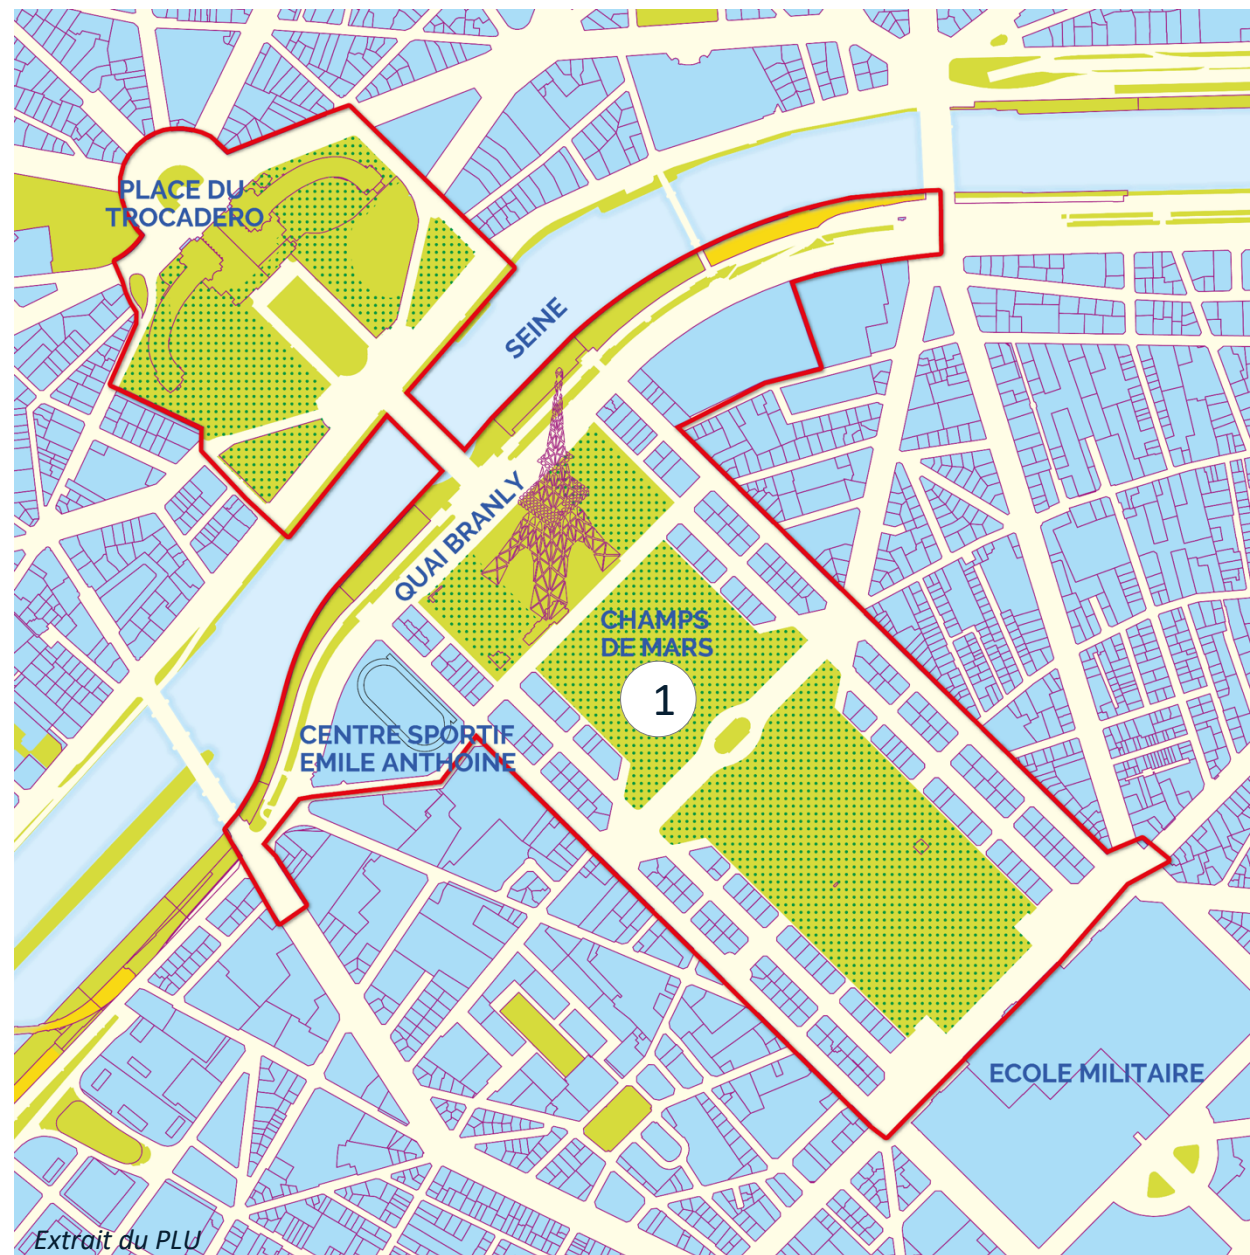 PLACE DU
TROCADERO
SEINE
QUAI BRANLY
CHAMPS
DE MARS
1
CENTRE SPORTIF
EMILE ANTHOINE
ECOLE MILITAIRE
Extrait du PLU